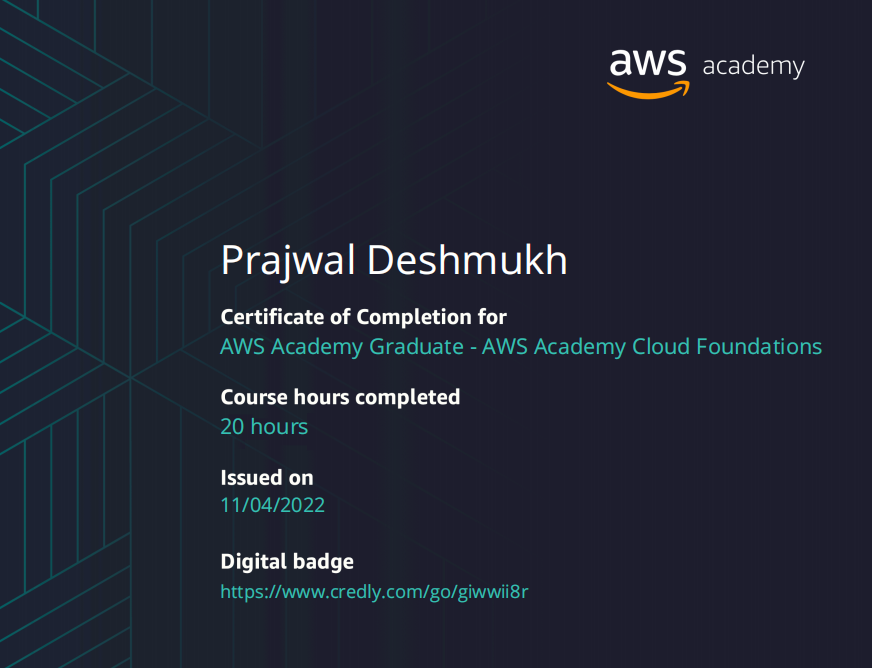 aws academy
Prajwal Deshmukh
Certificate of Completion for
AWS Academy Graduate - AWS Academy Cloud Foundations
Course hours completed
20 hours
Issued on
11/04/2022
Digital badge
https://www.credly.com/go/giwwii8r